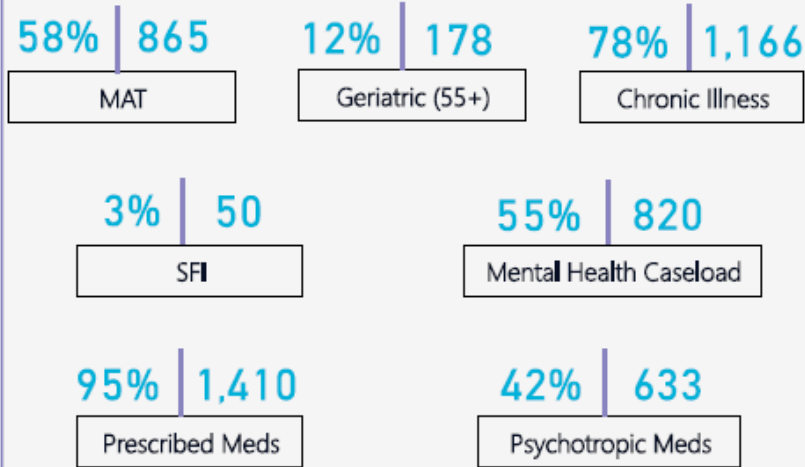 58% 865 12% 178 78% 1,166
MAT Geriatric (55+) Chronic Illness
3% 50 55% 820
SFI Mental Health Caseload
95% 1,410 42% 633
Prescribed Meds Psychotropic Meds